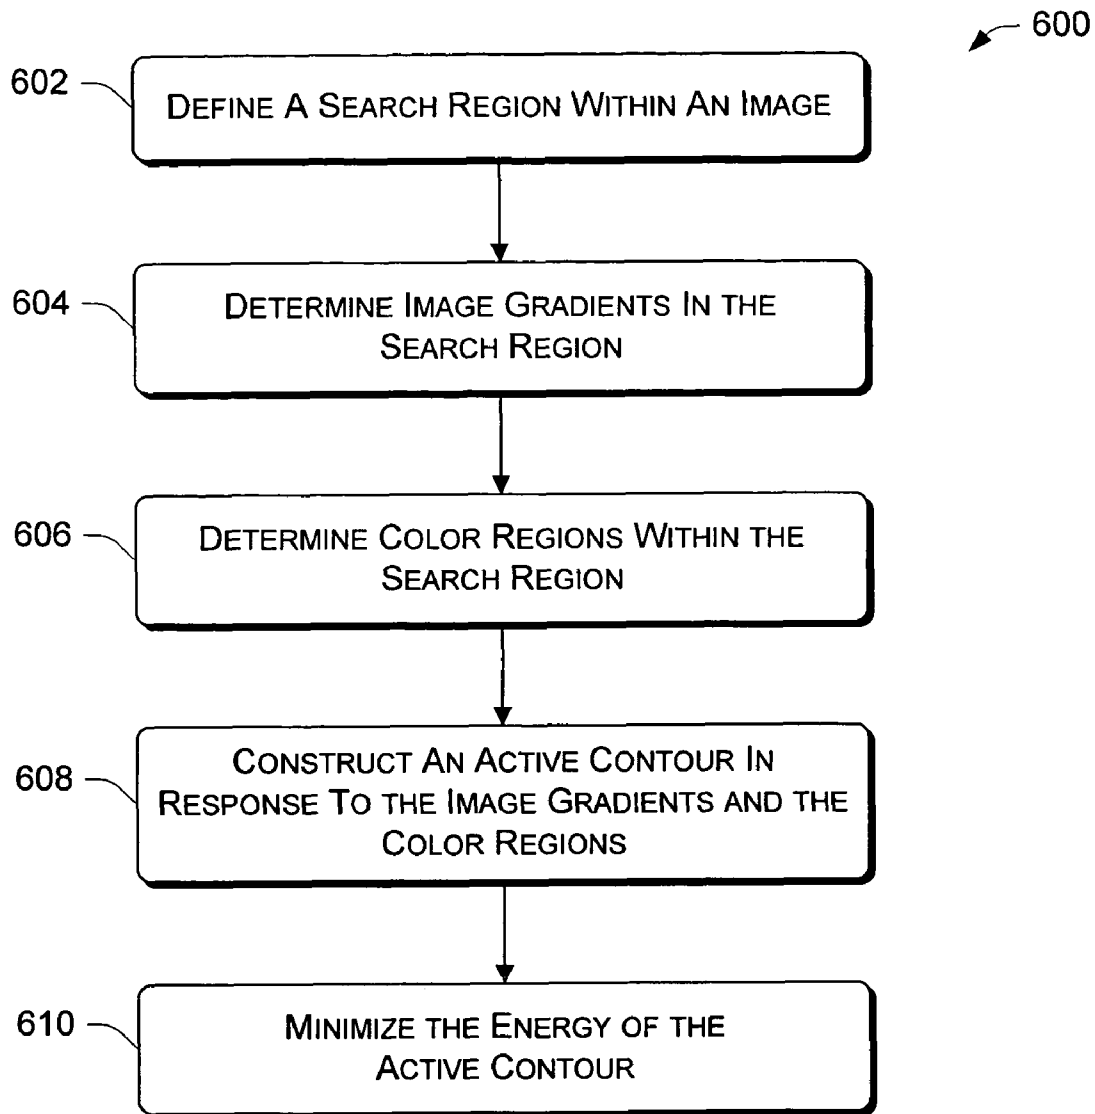 600
602
DEFINE A SEARCH REGION WITHIN AN IMAGE
604
DETERMINE IMAGE GRADIENTS IN THE
SEARCH REGION
606
DETERMINE COLOR REGIONS WITHIN THE
SEARCH REGION
608
CONSTRUCT AN ACTIVE CONTOUR IN
RESPONSE TO THE IMAGE GRADIENTS AND THE
COLOR REGIONS
610
MINIMIZE THE ENERGY OF THE
ACTIVE CONTOUR